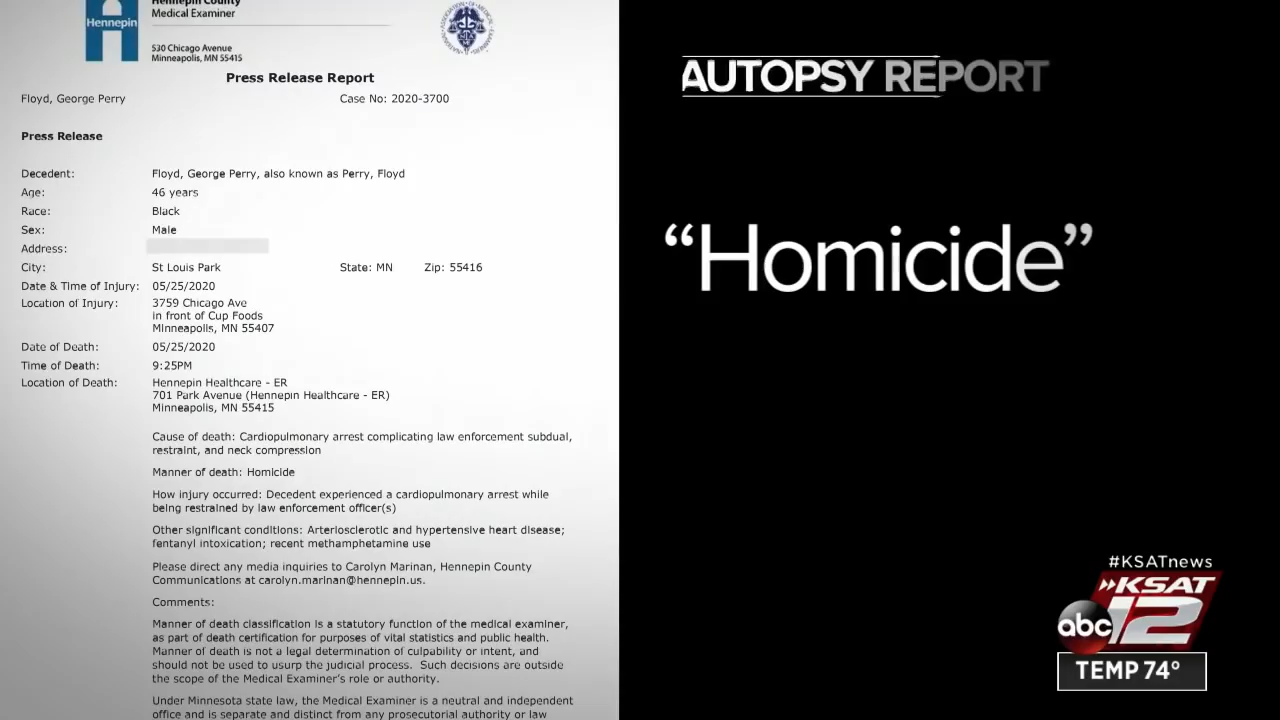 Hennepin
Hennepin County
Medical Examiner
530 Chicago Avenue
Minneapolis, MN 55415
Press Release Report
Floyd, George Perry Case No: 2020-3700
Press Release
Decedent: Floyd, George Perry, also known as Perry, Floyd
Age: 46 years
Race: Black
Sex: Male
Address:
City: St Louis Park State: MN Zip: 55416
Date & Time of Injury: 05/25/2020
Location of Injury: 3759 Chicago Ave
in front of Cup Foods
Minneapolis, MN 55407
Date of Death: 05/25/2020
Time of Death: 9:25PM
Location of Death: Hennepin Healthcare - ER
701 Park Avenue (Hennepin Healthcare - ER)
Minneapolis, MN 55415
Cause of death: Cardiopulmonary arrest complicating law enforcement subdual,
restraint, and neck compression
Manner of death: Homicide
How injury occurred: Decedent experienced a cardiopulmonary arrest while
being restrained by law enforcement officer(s)
Other significant conditions: Arteriosclerotic and hypertensive heart disease;
fentanyl intoxication; recent methamphetamine use
Please direct any media inquiries to Carolyn Marinan, Hennepin County
Communications at carolyn.marinan@hennepin.us.
Comments:
Manner of death classification is a statutory function of the medical examiner,
as part of death certification for purposes of vital statistics and public health.
Manner of death is not a legal determination of culpability or intent, and
should not be used to usurp the judicial process. Such decisions are outside
the scope of the Medical Examiner's role or authority.
Under Minnesota state law, the Medical Examiner is a neutral and independent
office and is separate and distinct from any prosecutorial authority or law
AUTOPSY REPORT
“Homicide”
#KSATnews
KSAT
abc 12
TEMP 74°